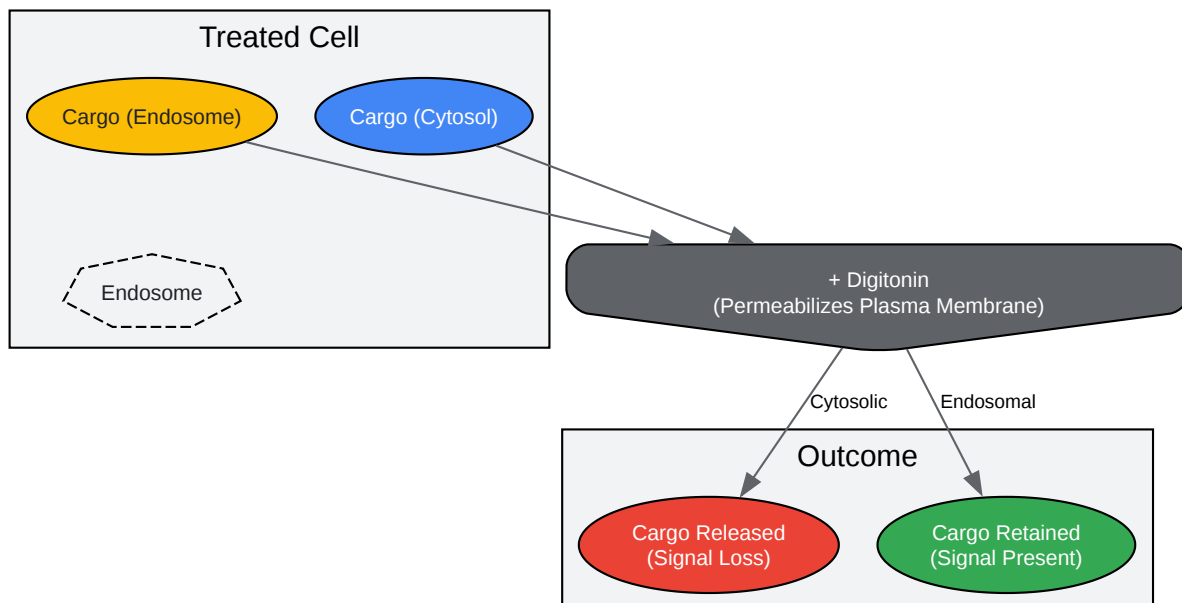 Treated Cell
Cargo (Endosome)
Cargo (Cytosol)
Endosome
+ Digitonin
(Permeabilizes Plasma Membrane)
Cytosolic
Endosomal
Outcome
Cargo Released
(Signal Loss)
Cargo Retained
(Signal Present)